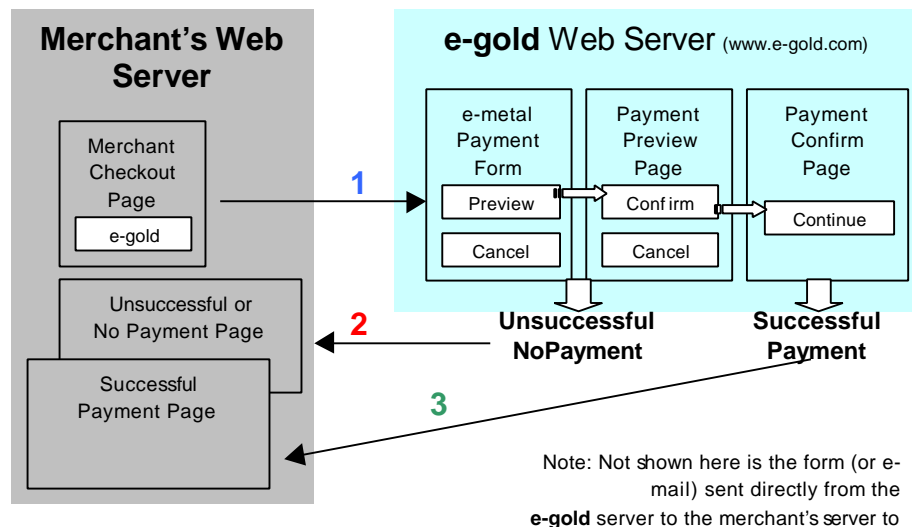 Merchant's Web
Server
e-gold Web Server (www.e-gold.com)
Merchant
Checkout
Page
e-gold
1
e-metal
Payment
Form
Preview
Cancel
Payment
Preview
Page
Confirm
Cancel
Payment
Confirm
Page
Continue
Unsuccessful or
No Payment Page
2
Unsuccessful
NoPayment
Successful
Payment
Successful
Payment Page
3
Note: Not shown here is the form (or e-
mail) sent directly from the
e-gold server to the merchant's server to